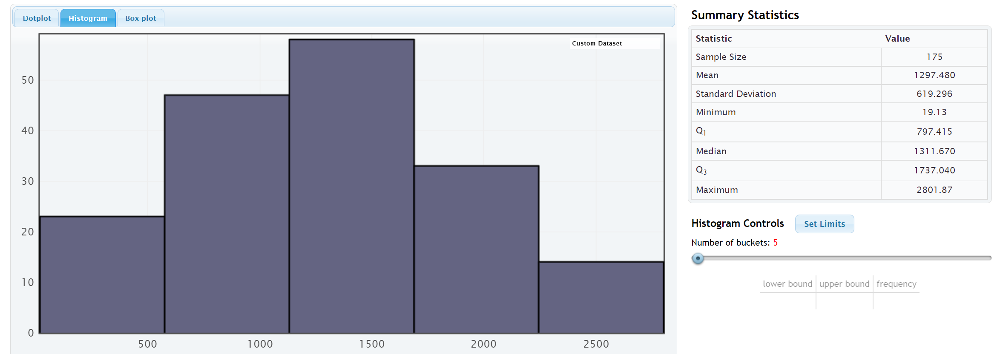 Dotplot Histogram Box plot
Custom Dataset
50
40
30
20
10
0
500 1000 1500 2000 2500
Summary Statistics
Statistic Value
Sample Size 175
Mean 1297.480
Standard Deviation 619.296
Minimum 19.13
Q1 797.415
Median 1311.670
Q3 1737.040
Maximum 2801.87
Histogram Controls Set Limits
Number of buckets: 5
lower bound upper bound frequency